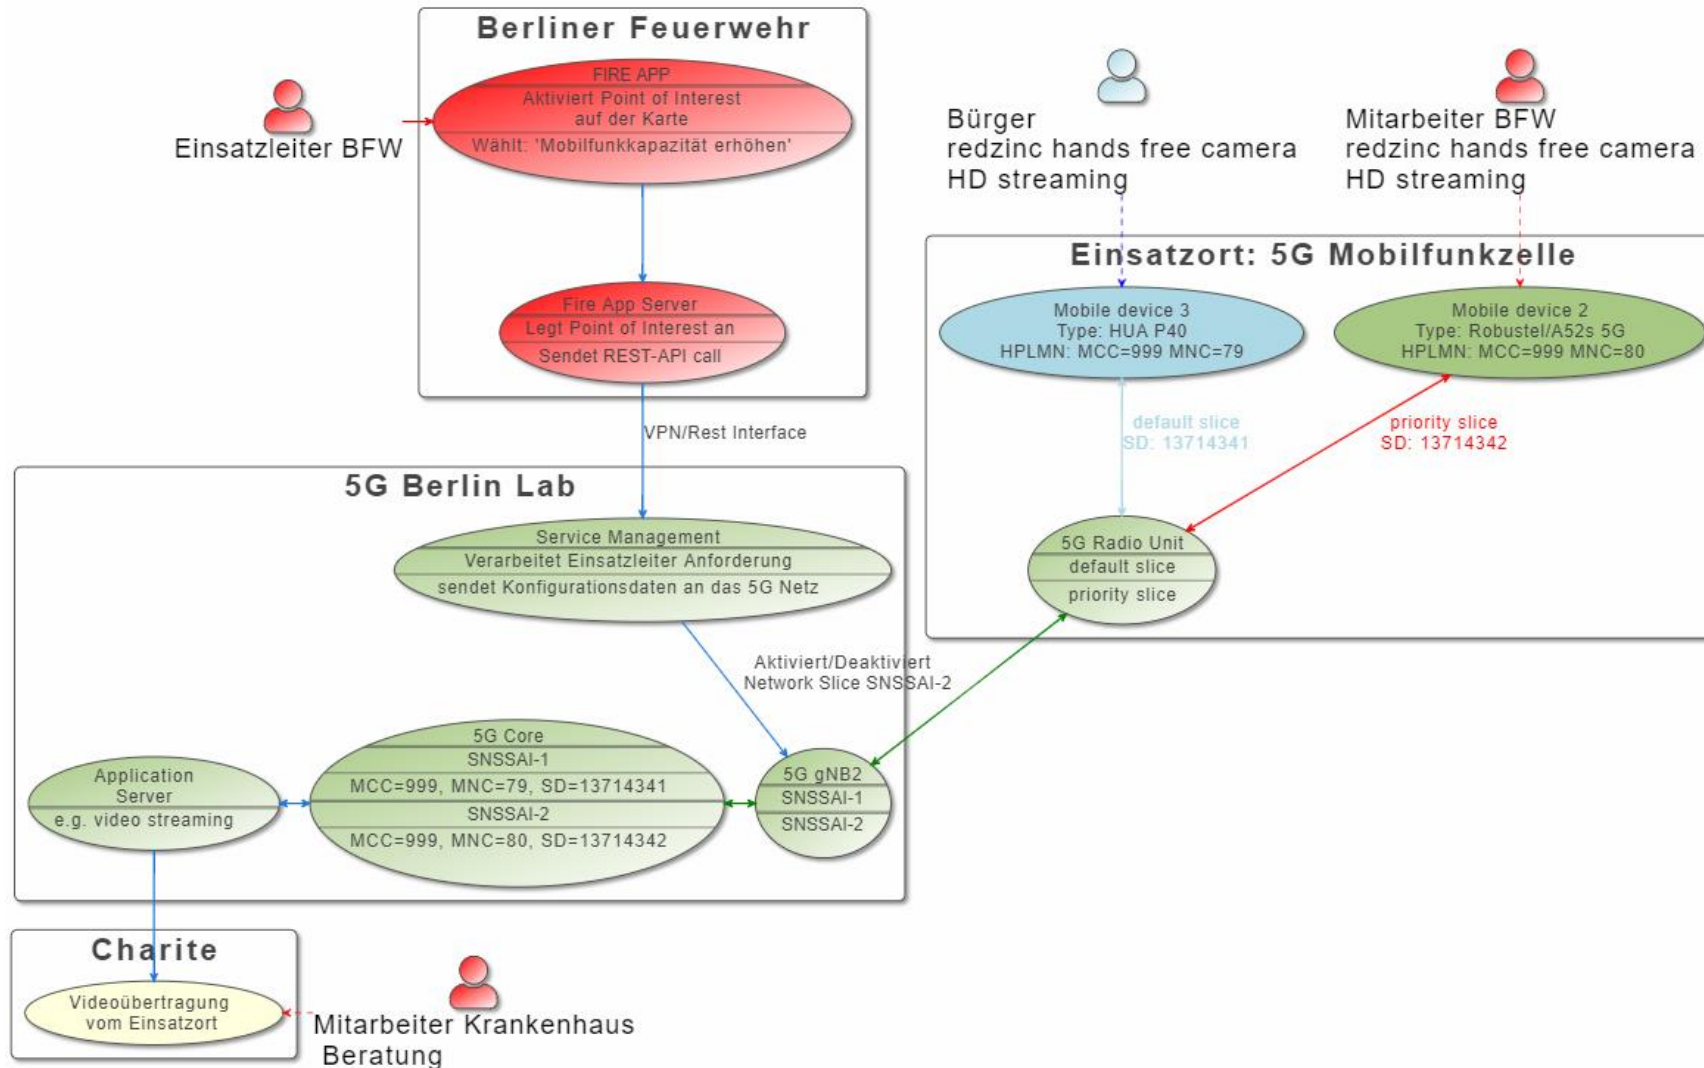 Berliner Feuerwehr
FIRE APP
Aktiviert Point of Interest
auf der Karte
Wählt: 'Mobilfunkkapazität erhöhen'
Einsatzleiter BFW
Fire App Server
Legt Point of Interest an
Sendet REST-API call
VPN/Rest Interface
Bürger
redzinc hands free camera
HD streaming
Mitarbeiter BFW
redzinc hands free camera
HD streaming
Einsatzort: 5G Mobilfunkzelle
Mobile device 3
Type: HUA P40
HPLMN: MCC=999 MNC=79
Mobile device 2
Type: Robustel/A52s 5G
HPLMN: MCC=999 MNC=80
default slice
SD: 13714341
priority slice
SD: 13714342
5G Radio Unit
default slice
priority slice
5G Berlin Lab
Service Management
Verarbeitet Einsatzleiter Anforderung
sendet Konfigurationsdaten an das 5G Netz
Aktiviert/Deaktiviert
Network Slice SNSSAI-2
5G Core
SNSSAI-1
MCC=999, MNC=79, SD=13714341
SNSSAI-2
MCC=999, MNC=80, SD=13714342
5G gNB2
SNSSAI-1
SNSSAI-2
Application
Server
e.g. video streaming
Charite
Videoübertragung
vom Einsatzort
Mitarbeiter Krankenhaus
Beratung